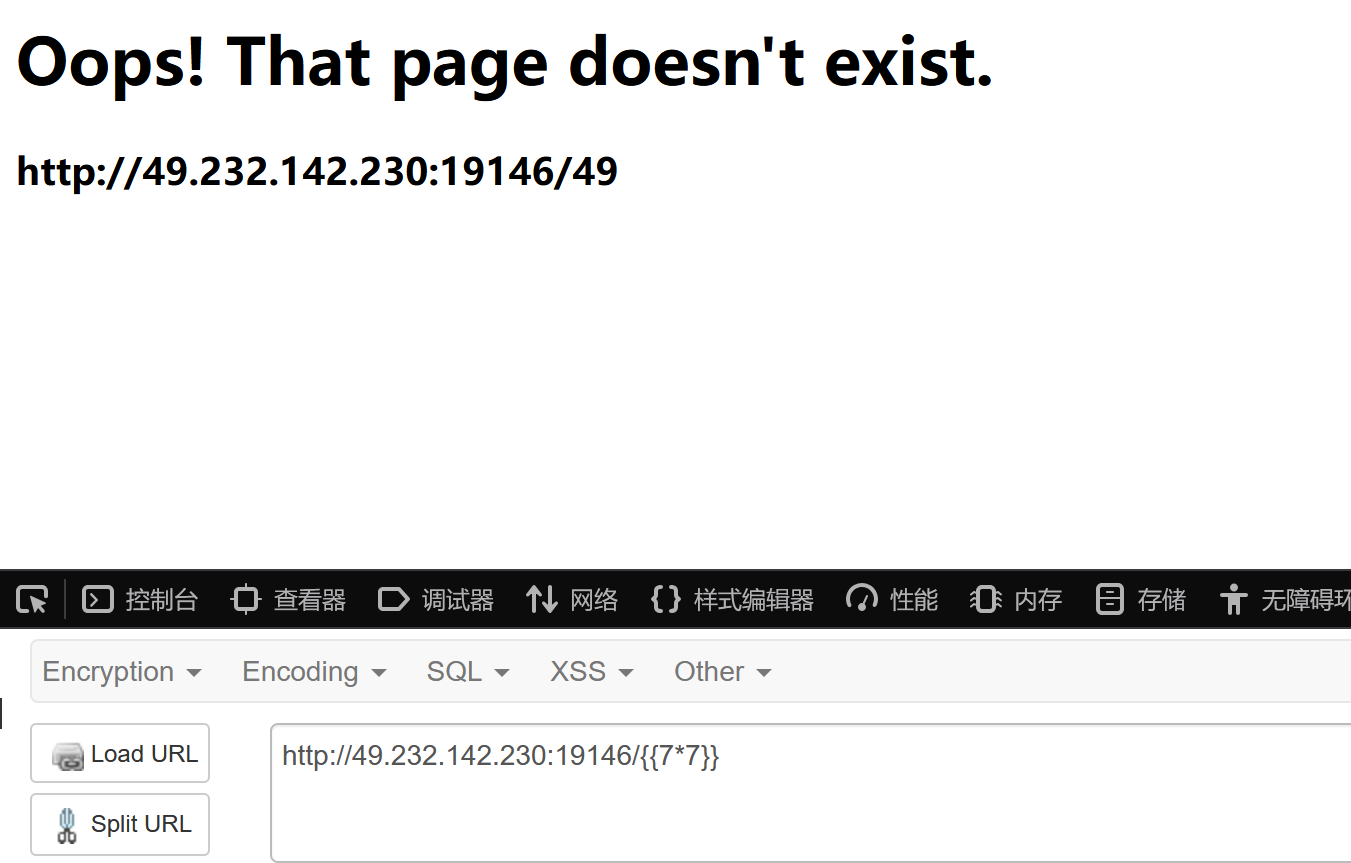 Oops! That page doesn't exist.
http://49.232.142.230:19146/49
控制台 查看器 调试器 网络 样式编辑器 性能 内存 存储 无障碍环
Encryption Encoding SQL XSS Other
Load URL http://49.232.142.230:19146/{{7*7}}
Split URL